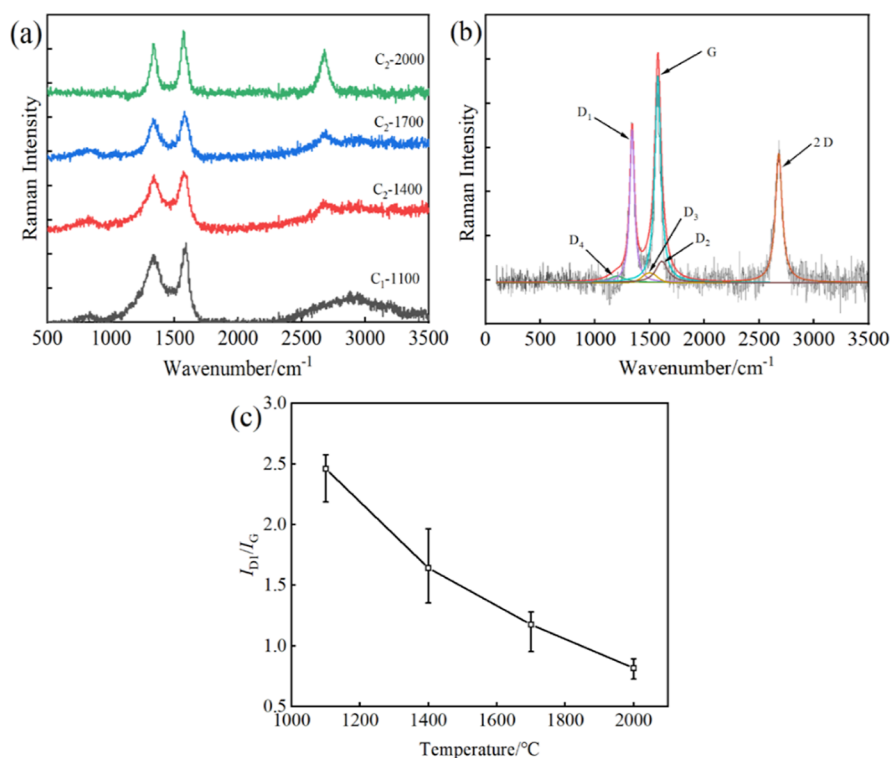 (a)
Raman Intensity
C₂-2000
C₂-1700
C₂-1400
C₁-1100
500 1000 1500 2000 2500 3000 3500
Wavenumber/cm⁻¹
(b)
Raman Intensity
G
D₁
2 D
D₃
D₂
D₄
0 500 1000 1500 2000 2500 3000 3500
Wavenumber/cm⁻¹
(c)
3.0
2.5
2.0
1.5
1.0
0.5
I_D1/I_G
1000 1200 1400 1600 1800 2000
Temperature/℃